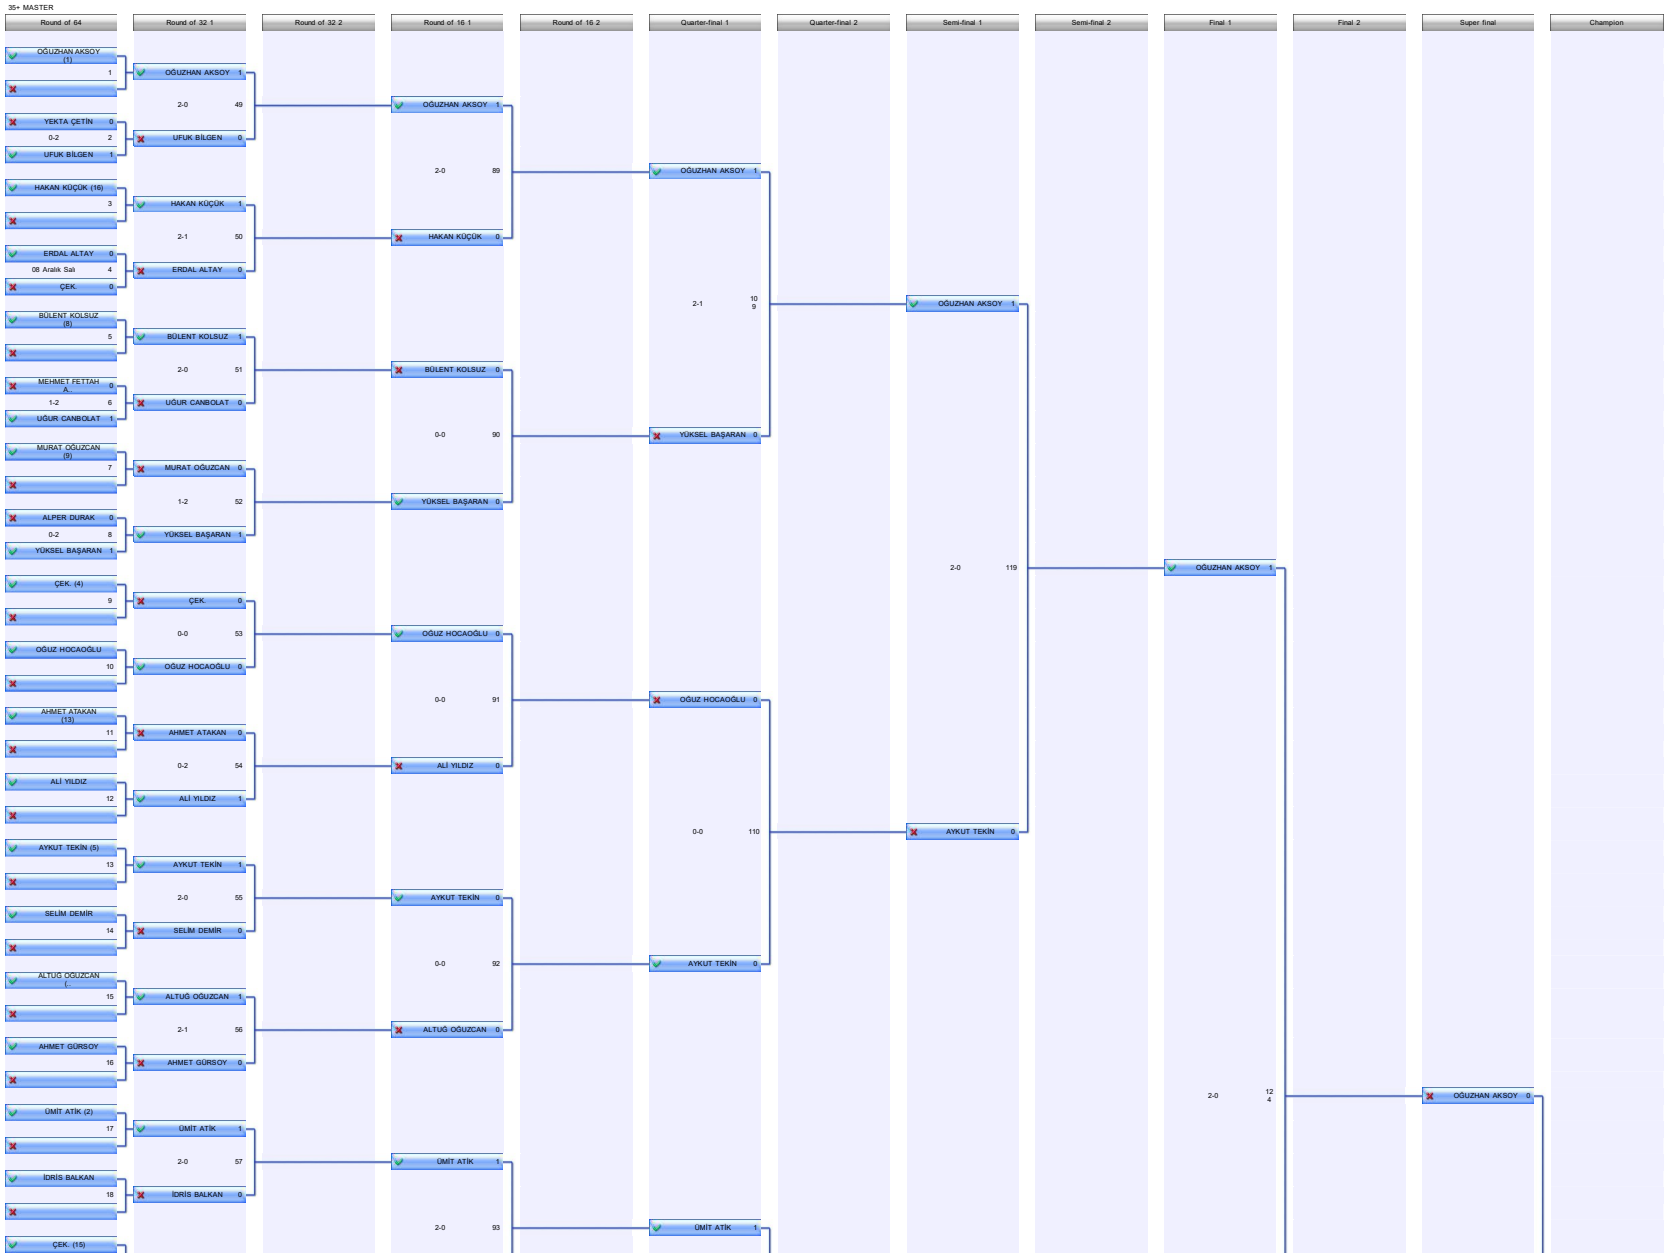 35+ MASTER
Round of 64
Round of 32 1
Round of 32 2
Round of 16 1
Round of 16 2
Quarter-final 1
Quarter-final 2
Semi-final 1
Semi-final 2
Final 1
Final 2
Super final
Champion
OĞUZHAN AKSOY
(1)
1
OĞUZHAN AKSOY 1
2-0 49
OĞUZHAN AKSOY 1
YEKTA ÇETİN 0
0-2 2
UFUK BİLGEN 0
UFUK BİLGEN 1
2-0 89
OĞUZHAN AKSOY 1
HAKAN KÜÇÜK (16)
3
HAKAN KÜÇÜK 1
2-1 50
HAKAN KÜÇÜK 0
ERDAL ALTAY 0
08 Aralık Salı 4
ERDAL ALTAY 0
ÇEK. 0
2-1 10
9
OĞUZHAN AKSOY 1
BÜLENT KOLSUZ
(8)
5
BÜLENT KOLSUZ 1
2-0 51
BÜLENT KOLSUZ 0
MEHMET FETTAH
A.. 0
1-2 6
UĞUR CANBOLAT 0
UĞUR CANBOLAT 1
0-0 90
YÜKSEL BAŞARAN 0
MURAT OĞUZCAN
(9)
7
MURAT OĞUZCAN 0
1-2 52
YÜKSEL BAŞARAN 0
ALPER DURAK 0
0-2 8
YÜKSEL BAŞARAN 1
YÜKSEL BAŞARAN 1
2-0 119
OĞUZHAN AKSOY 1
ÇEK. (4)
9
ÇEK. 0
0-0 53
OĞUZ HOCAOĞLU 0
OĞUZ HOCAOĞLU
10
OĞUZ HOCAOĞLU 0
0-0 91
OĞUZ HOCAOĞLU 0
AHMET ATAKAN
(13)
11
AHMET ATAKAN 0
0-2 54
ALİ YILDIZ 0
ALİ YILDIZ
12
ALİ YILDIZ 1
0-0 110
AYKUT TEKİN 0
AYKUT TEKİN (5)
13
AYKUT TEKİN 1
2-0 55
AYKUT TEKİN 0
SELİM DEMİR
14
SELİM DEMİR 0
0-0 92
AYKUT TEKİN 0
ALTUĞ OĞUZCAN
(..
15
ALTUĞ OĞUZCAN 1
2-1 56
ALTUĞ OĞUZCAN 0
AHMET GÜRSOY
16
AHMET GÜRSOY 0
2-0 12
4
OĞUZHAN AKSOY 0
ÜMİT ATİK (2)
17
ÜMİT ATİK 1
2-0 57
ÜMİT ATİK 1
İDRİS BALKAN
18
İDRİS BALKAN 0
2-0 93
ÜMİT ATİK 1
ÇEK. (15)